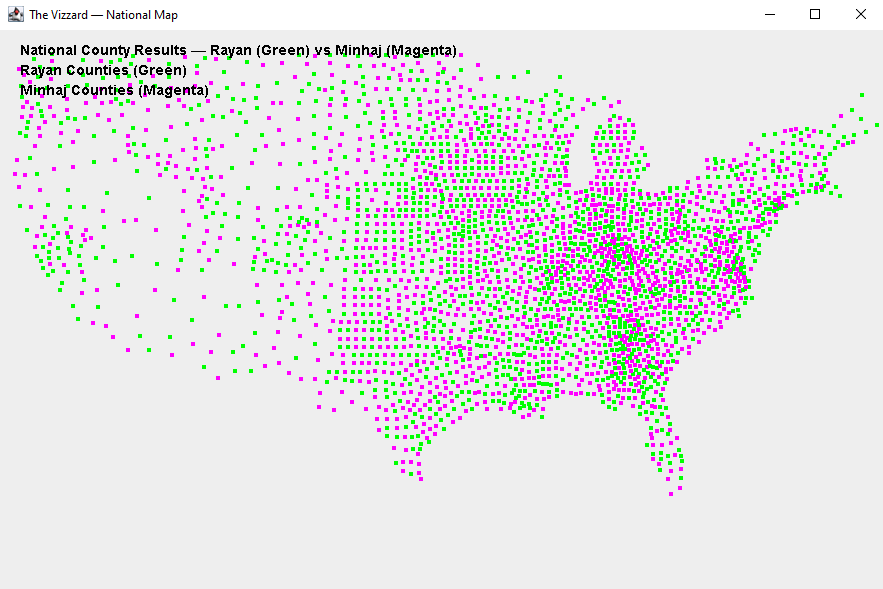 The Vizzard — National Map
National County Results — Rayan (Green) vs Minhaj (Magenta)
Rayan Counties (Green)
Minhaj Counties (Magenta)